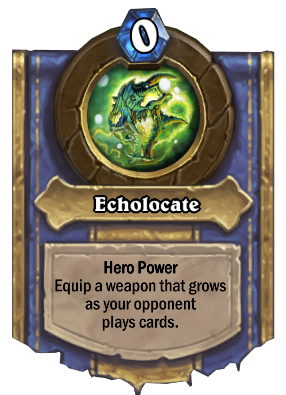 0
Echolocate
Hero Power
Equip a weapon that grows
as your opponent
plays cards.